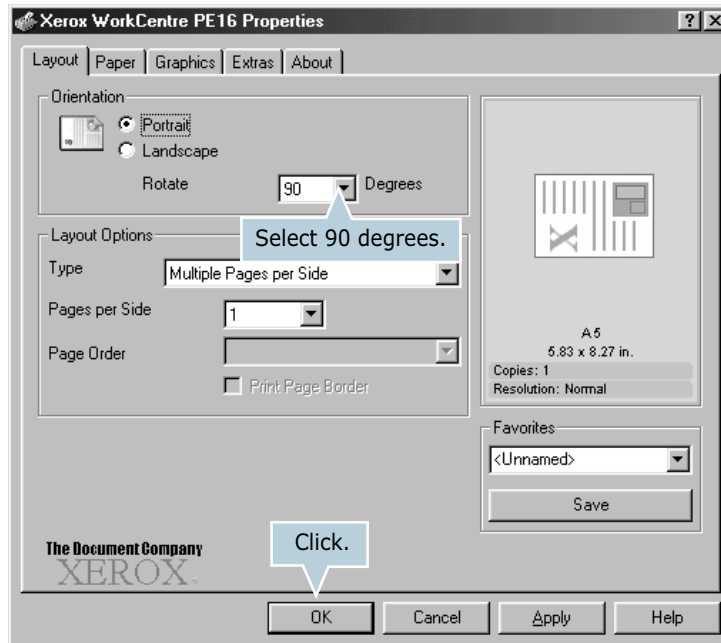 Xerox WorkCentre PE16 Properties
Layout
Paper
Graphics
Extras
About
Orientation
Portrait
Landscape
Rotate
90
Degrees
Select 90 degrees.
Layout Options
Type
Multiple Pages per Side
Pages per Side
1
Page Order
Print Page Border
A5
5.83 x 8.27 in.
Copies: 1
Resolution: Normal
Favorites
<Unnamed>
Save
The Document Company
XEROX
Click.
OK
Cancel
Apply
Help